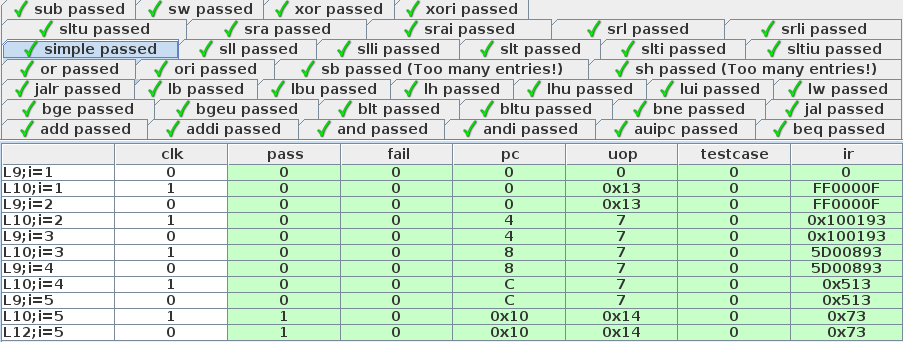 sub passed sw passed xor passed xori passed
sltu passed sra passed srai passed srl passed srli passed
simple passed sll passed slli passed slt passed slti passed sltiu passed
or passed ori passed sb passed (Too many entries!) sh passed (Too many entries!)
jalr passed lb passed lbu passed lh passed lhu passed lui passed lw passed
bge passed bgeu passed blt passed bltu passed bne passed jal passed
add passed addi passed and passed andi passed auipc passed beq passed
clk pass fail pc uop testcase ir
L9;i=1 0 0 0 0 0 0 0
L10;i=1 1 0 0 0 0x13 0 FF0000F
L9;i=2 0 0 0 0 0x13 0 FF0000F
L10;i=2 1 0 0 4 7 0 0x100193
L9;i=3 0 0 0 4 7 0 0x100193
L10;i=3 1 0 0 8 7 0 5D00893
L9;i=4 0 0 0 8 7 0 5D00893
L10;i=4 1 0 0 C 7 0 0x513
L9;i=5 0 0 0 C 7 0 0x513
L10;i=5 1 1 0 0x10 0x14 0 0x73
L12;i=5 0 1 0 0x10 0x14 0 0x73